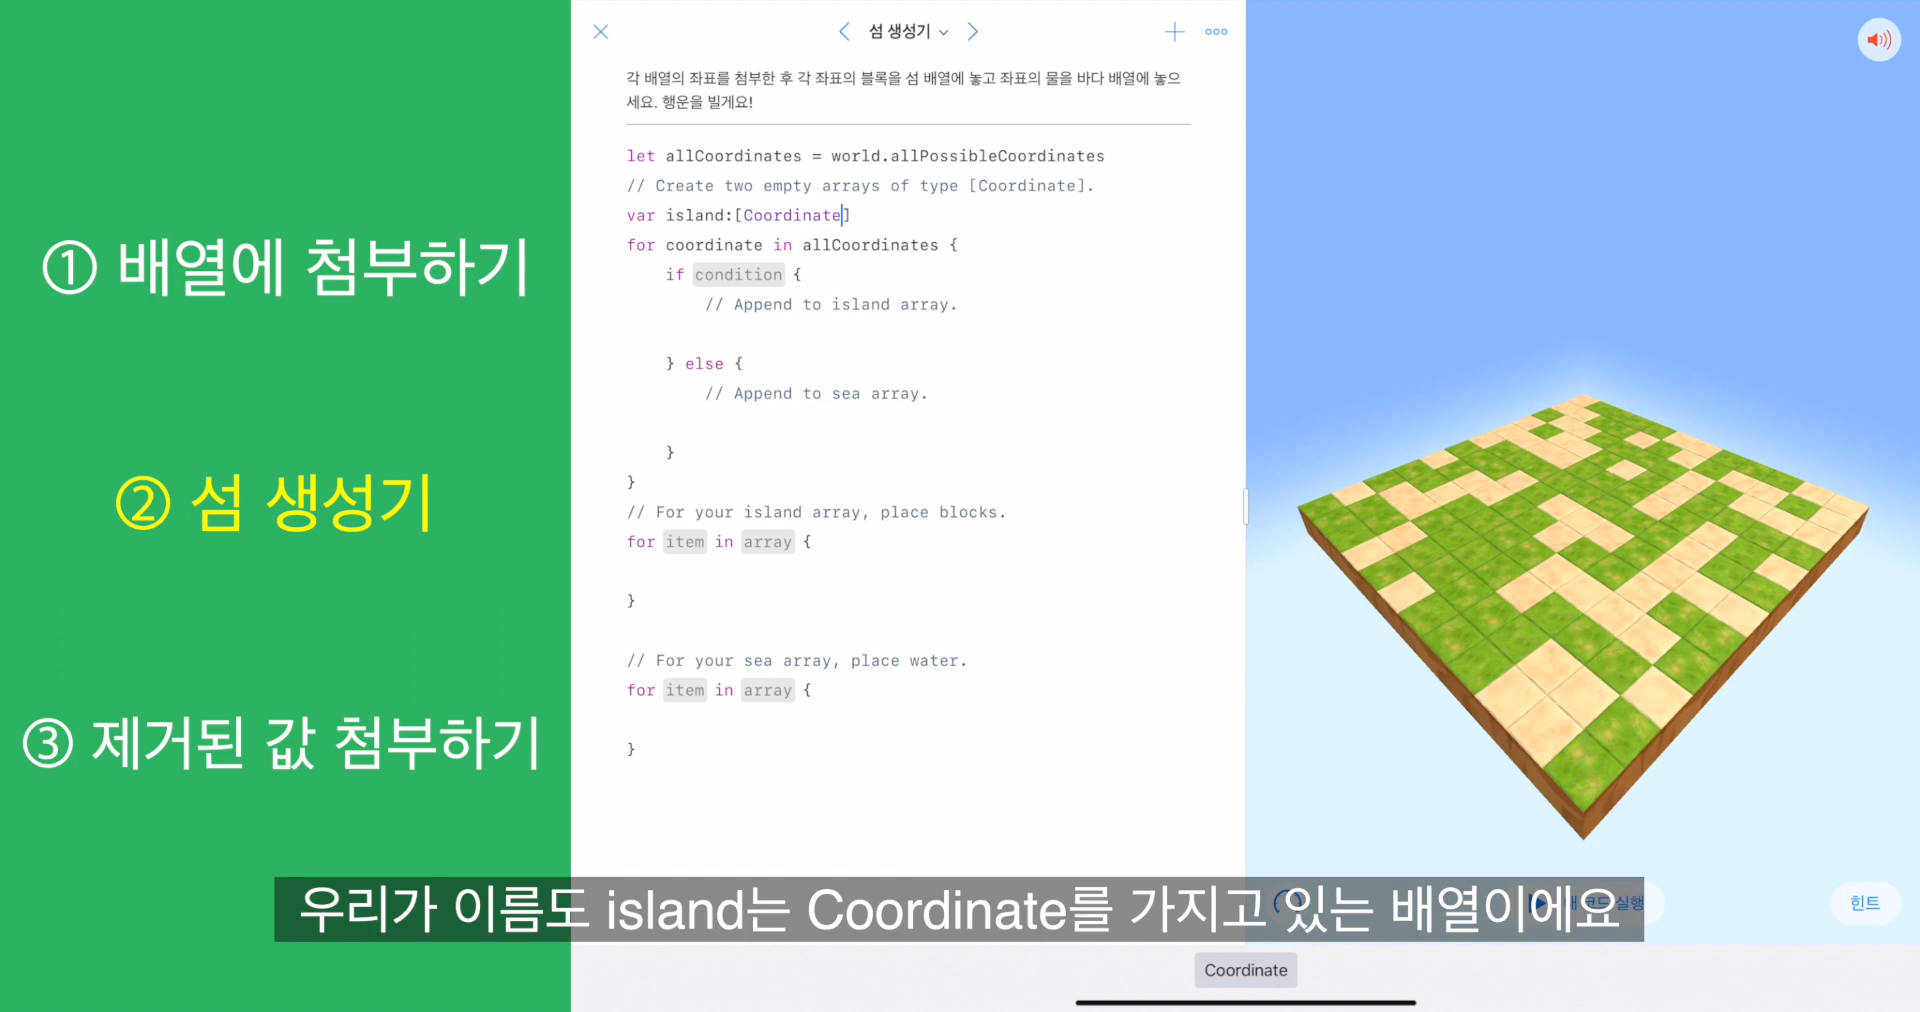 ① 배열에 첨부하기
② 섬 생성기
③ 제거된 값 첨부하기
섬 생성기
각 배열의 좌표를 첨부한 후 각 좌표의 블록을 섬 배열에 놓고 좌표의 물을 바다 배열에 놓으
세요. 행운을 빌게요!
let allCoordinates = world.allPossibleCoordinates
// Create two empty arrays of type [Coordinate].
var island:[Coordinate]
for coordinate in allCoordinates {
if condition {
// Append to island array.
} else {
// Append to sea array.
}
}
// For your island array, place blocks.
for item in array {
}
// For your sea array, place water.
for item in array {
}
우리가 이름도 island는 Coordinate를 가지고 있는 배열이에요
코드 실행
힌트
Coordinate